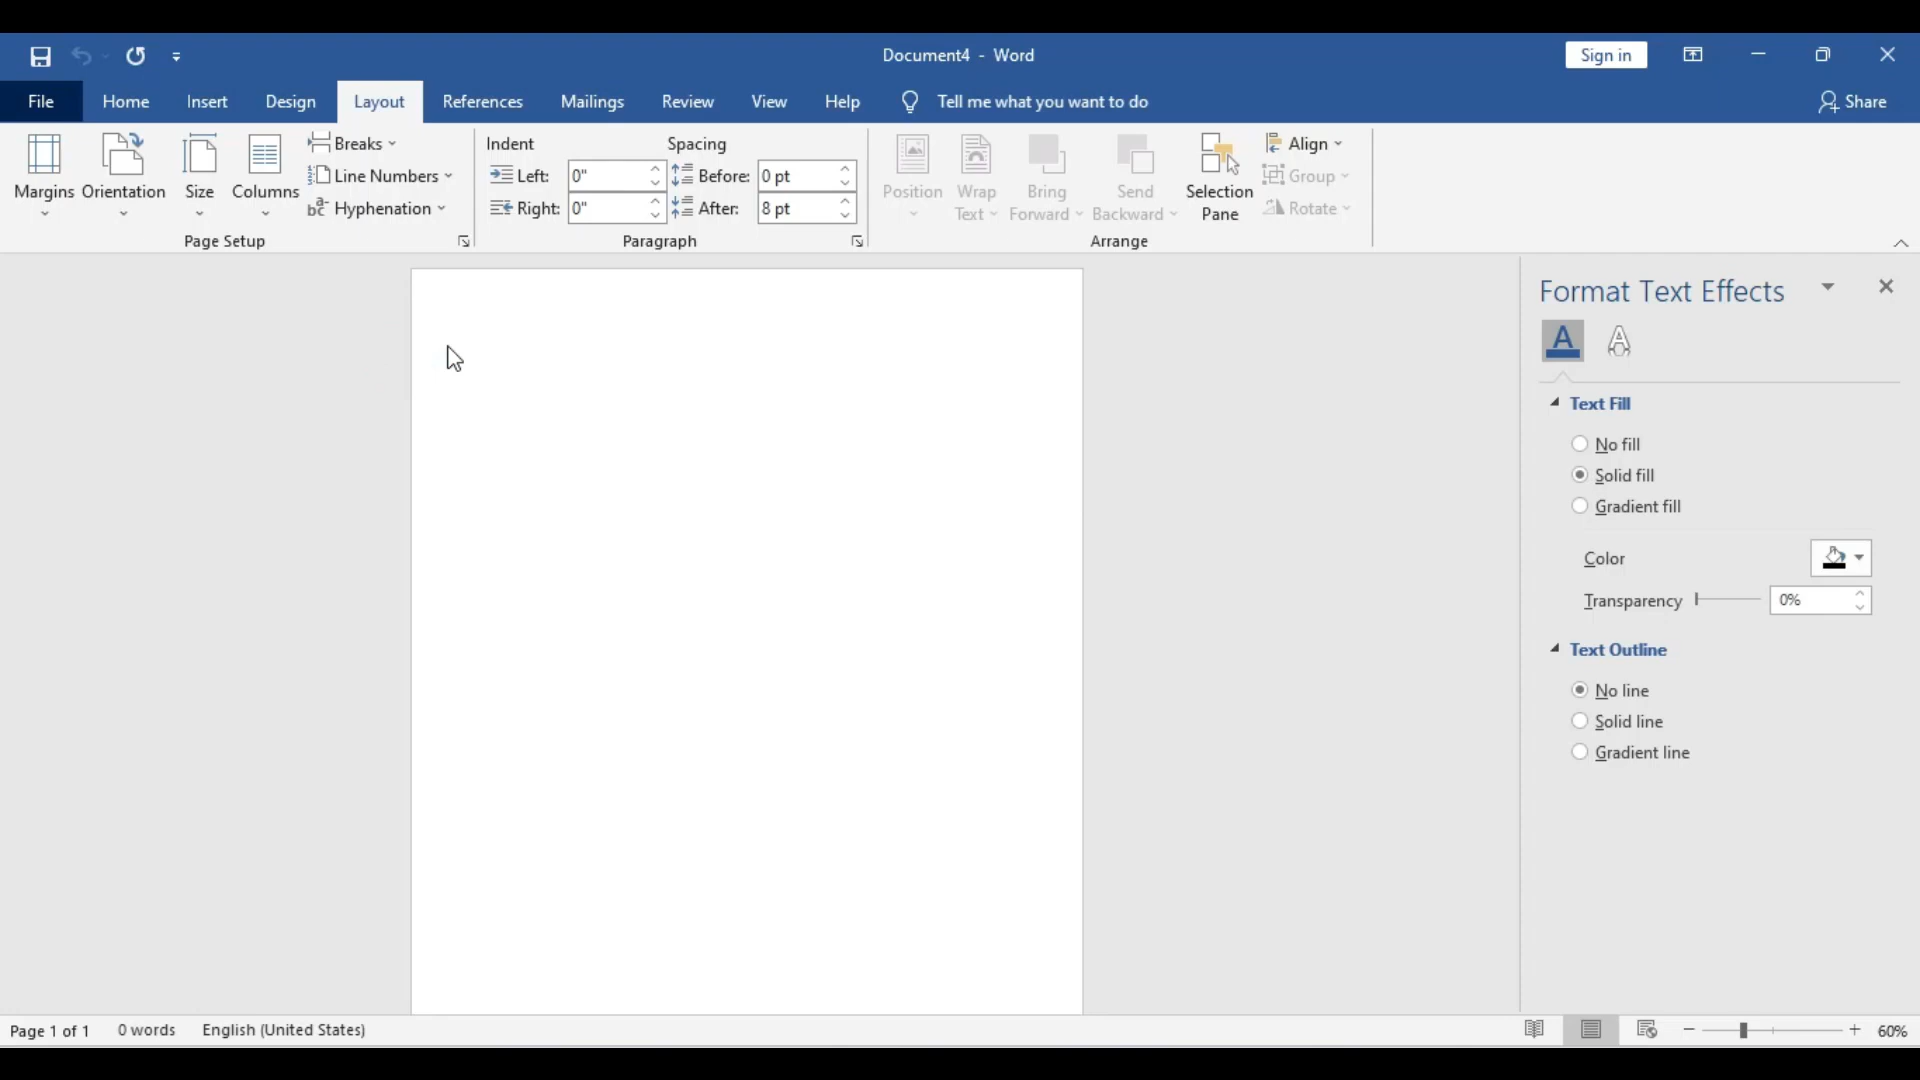 Document4 - Word
Sign in
File Home Insert Design Layout References Mailings Review View Help Tell me what you want to do Share
Margins Orientation Size Columns
Breaks
Line Numbers
Hyphenation
Page Setup
Indent Spacing
Left: 0" Before: 0 pt
Right: 0" After: 8 pt
Paragraph
Position
Wrap
Text
Bring
Forward
Send
Backward
Selection
Pane
Align
Group
Rotate
Arrange
Format Text Effects
Text Fill
No fill
Solid fill
Gradient fill
Color
Transparency 0%
Text Outline
No line
Solid line
Gradient line
Page 1 of 1 0 words English (United States) 60%